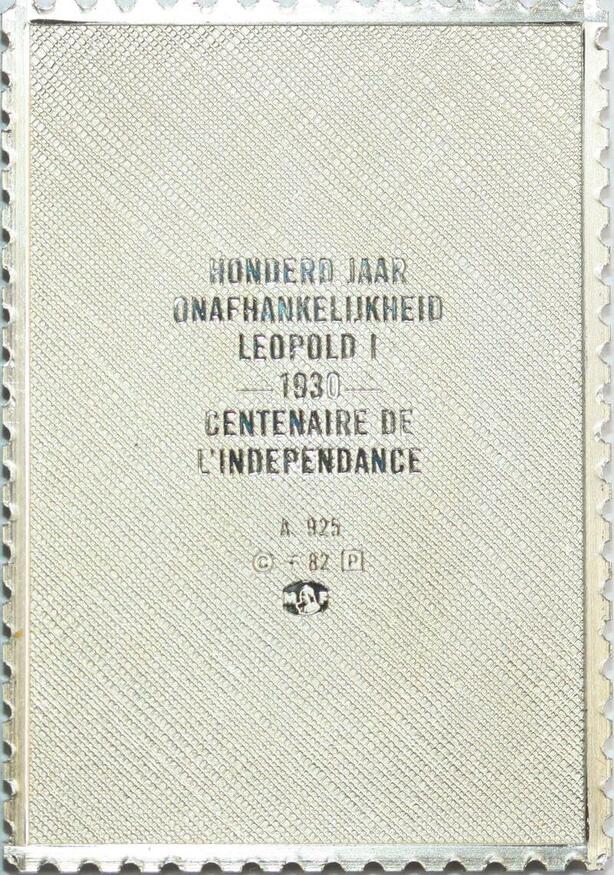 HONDERD JAAR
ONAFHANKELIJKHEID
LEOPOLD I
— 1930 —
CENTENAIRE DE
L'INDEPENDANCE
A 925
© ÷ 82 P
M F